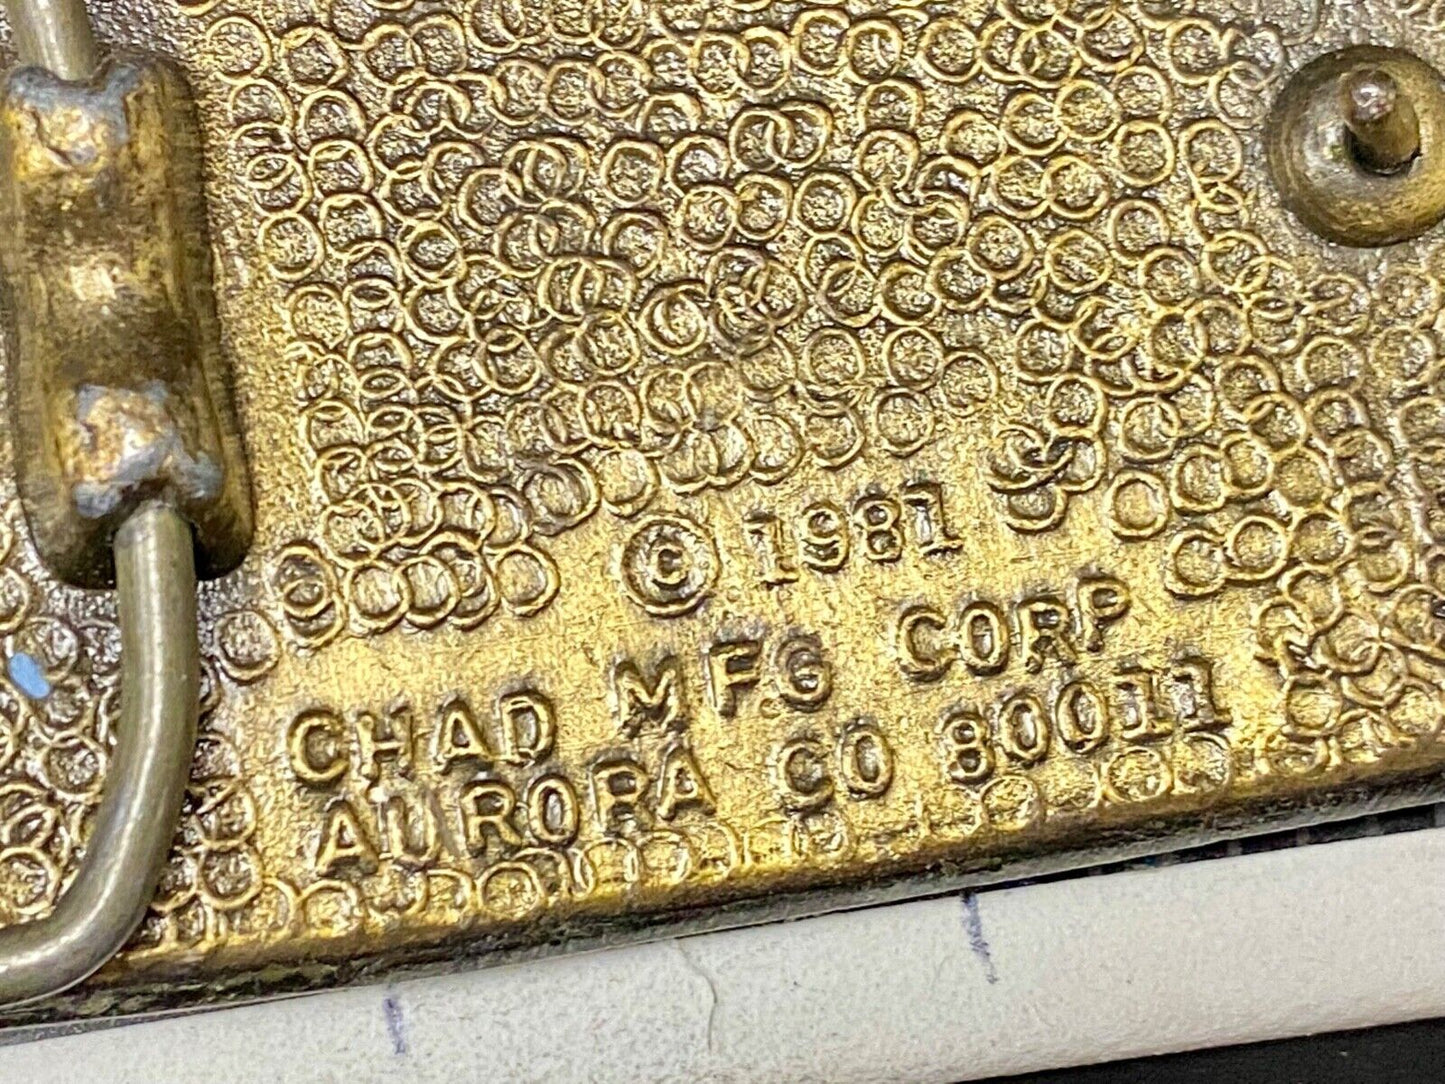 © 1981
CHAD MFG CORP
AURORA CO 80011